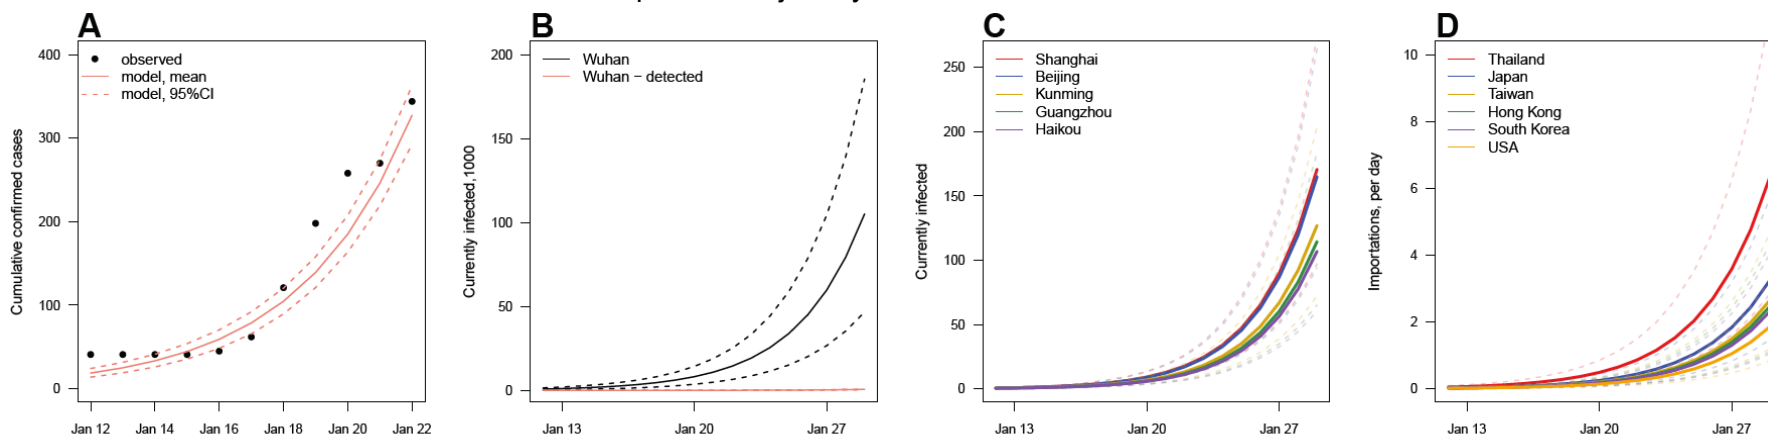 A
Cumulative confirmed cases
400
300
200
100
0
observed
model, mean
model, 95%CI
Jan 12
Jan 14
Jan 16
Jan 18
Jan 20
Jan 22
B
Currently infected,1000
200
150
100
50
0
Wuhan
Wuhan − detected
Jan 13
Jan 20
Jan 27
C
Currently infected
250
200
150
100
50
0
Shanghai
Beijing
Kunming
Guangzhou
Haikou
Jan 13
Jan 20
Jan 27
D
Importations, per day
10
8
6
4
2
0
Thailand
Japan
Taiwan
Hong Kong
South Korea
USA
Jan 13
Jan 20
Jan 27